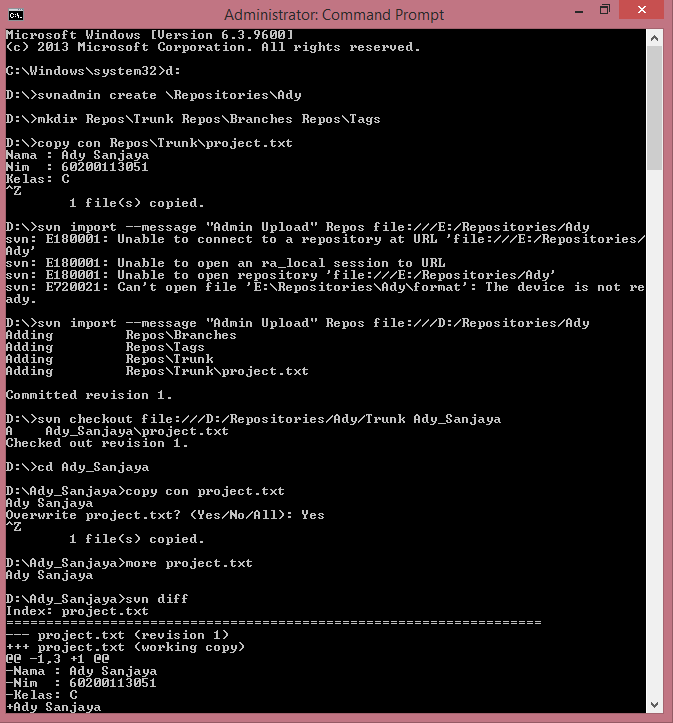 Administrator: Command Prompt
Microsoft Windows [Version 6.3.9600]
(c) 2013 Microsoft Corporation. All rights reserved.
C:\Windows\system32>d:
D:\>svnadmin create \Repositories\Ady
D:\>mkdir Repos\Trunk Repos\Branches Repos\Tags
D:\>copy con Repos\Trunk\project.txt
Nama : Ady Sanjaya
Nim  : 60200113051
Kelas: C
^Z
        1 file(s) copied.
D:\>svn import --message "Admin Upload" Repos file:///E:/Repositories/Ady
svn: E180001: Unable to connect to a repository at URL 'file:///E:/Repositories/
Ady'
svn: E180001: Unable to open an ra_local session to URL
svn: E180001: Unable to open repository 'file:///E:/Repositories/Ady'
svn: E720021: Can't open file 'E:\Repositories\Ady\format': The device is not re
ady.
D:\>svn import --message "Admin Upload" Repos file:///D:/Repositories/Ady
Adding         Repos\Branches
Adding         Repos\Tags
Adding         Repos\Trunk
Adding         Repos\Trunk\project.txt
Committed revision 1.
D:\>svn checkout file:///D:/Repositories/Ady/Trunk Ady_Sanjaya
A    Ady_Sanjaya\project.txt
Checked out revision 1.
D:\>cd Ady_Sanjaya
D:\Ady_Sanjaya>copy con project.txt
Ady Sanjaya
Overwrite project.txt? (Yes/No/All): Yes
^Z
        1 file(s) copied.
D:\Ady_Sanjaya>more project.txt
Ady Sanjaya
D:\Ady_Sanjaya>svn diff
Index: project.txt
===================================================================
--- project.txt (revision 1)
+++ project.txt (working copy)
@@ -1,3 +1 @@
-Nama : Ady Sanjaya
-Nim  : 60200113051
-Kelas: C
+Ady Sanjaya